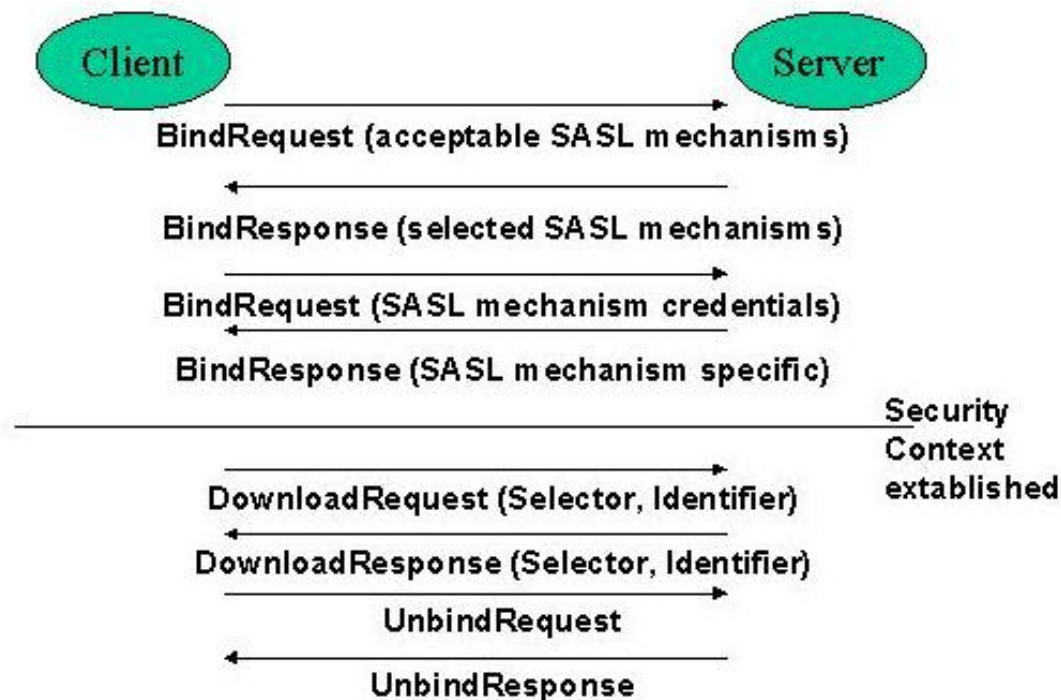 Client
Server
BindRequest (acceptable SASL mechanisms)
BindResponse (selected SASL mechanisms)
BindRequest (SASL mechanism credentials)
BindResponse (SASL mechanism specific)
Security
Context
extablished
DownloadRequest (Selector, Identifier)
DownloadResponse (Selector, Identifier)
UnbindRequest
UnbindResponse